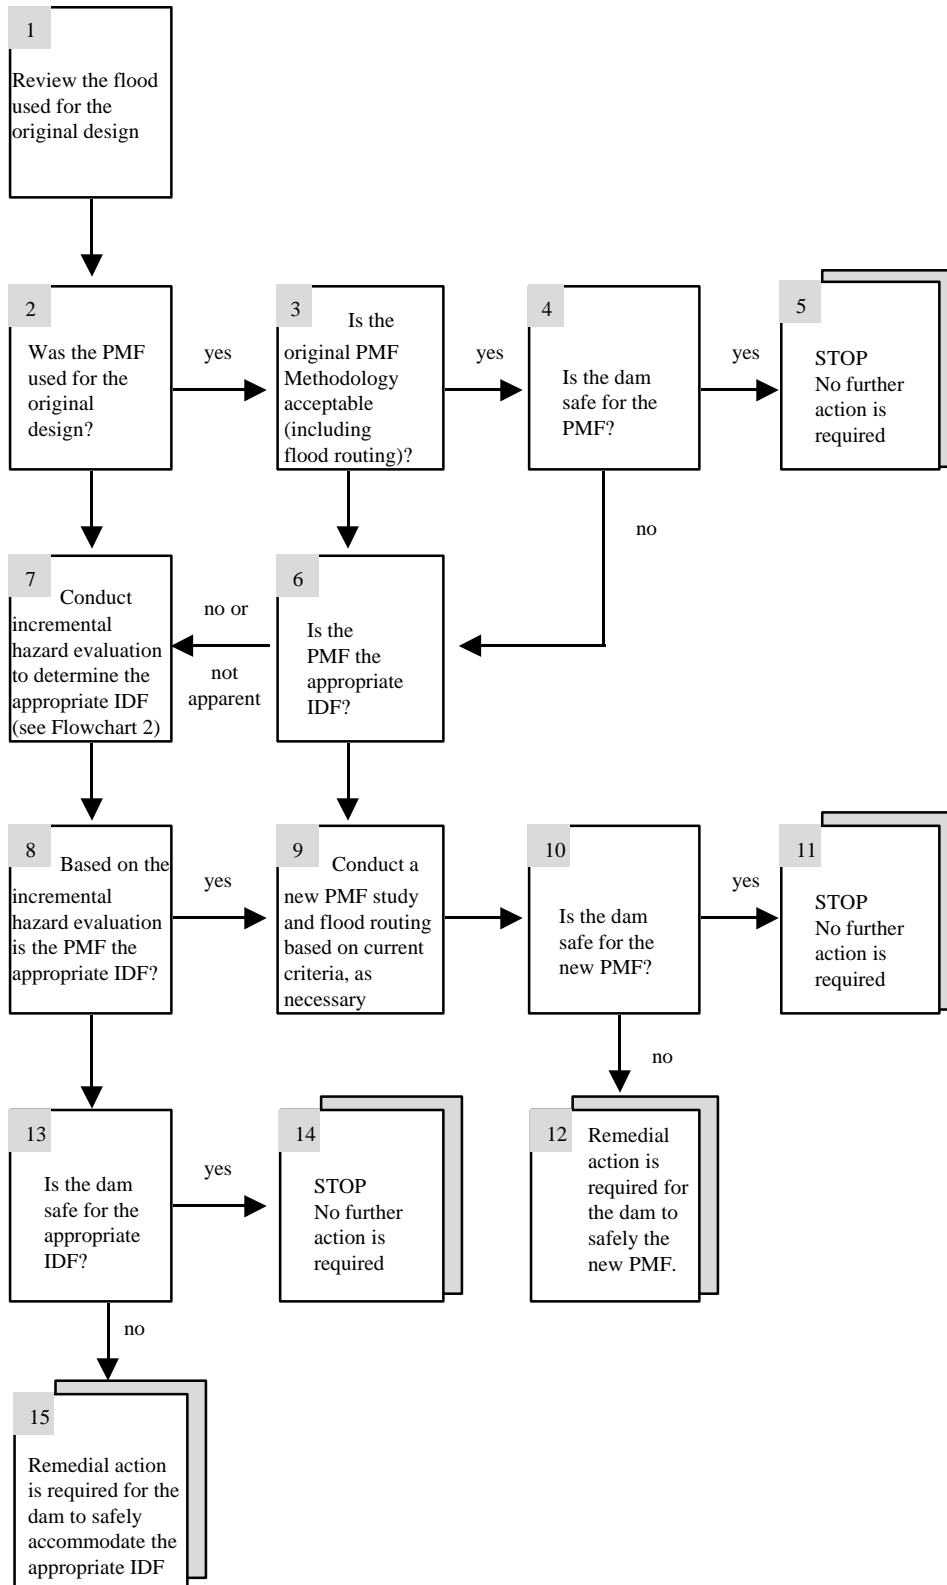 1
Review the flood
used for the
original design
2
Was the PMF
used for the
original
design?
yes
3
Is the
original PMF
Methodology
acceptable
(including
flood routing)?
yes
4
Is the dam
safe for the
PMF?
yes
5
STOP
No further
action is
required
no
7
Conduct
incremental
hazard evaluation
to determine the
appropriate IDF
(see Flowchart 2)
no or
not
apparent
6
Is the
PMF the
appropriate
IDF?
8
Based on the
incremental
hazard evaluation
is the PMF the
appropriate IDF?
yes
9
Conduct a
new PMF study
and flood routing
based on current
criteria, as
necessary
10
Is the dam
safe for the
new PMF?
yes
11
STOP
No further
action is
required
no
13
Is the dam
safe for the
appropriate
IDF?
yes
14
STOP
No further
action is
required
12
Remedial
action is
required for
the dam to
safely the
new PMF.
no
15
Remedial action
is required for the
dam to safely
accommodate the
appropriate IDF